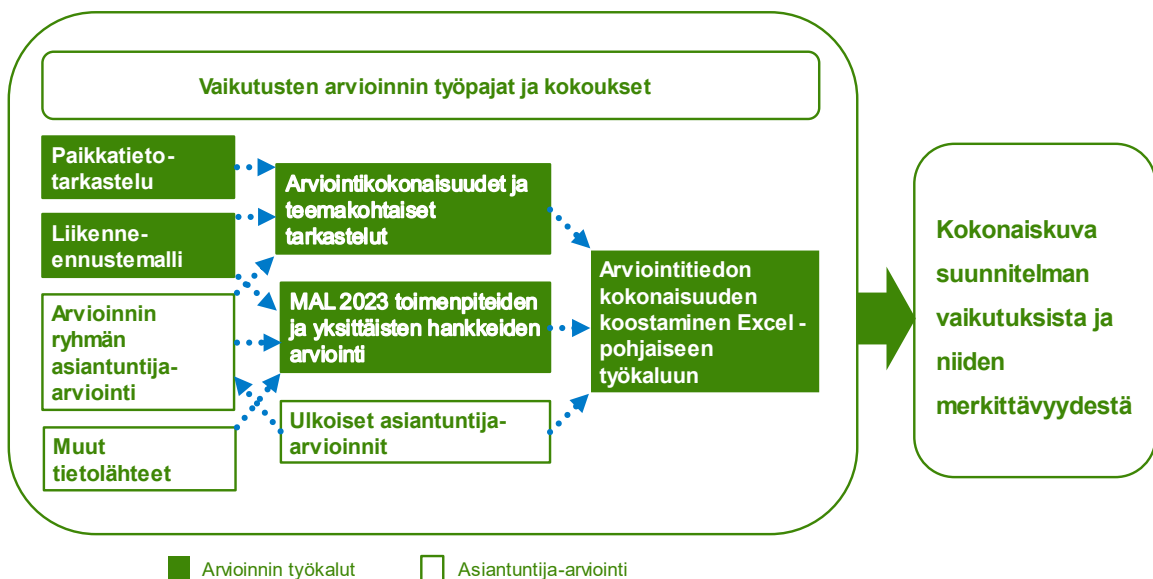 Vaikutusten arvioinnin työpajat ja kokoukset
Paikkatieto-
tarkastelu
Liikenne-
ennustemalli
Arvioinnin
ryhmän
asiantuntija-
arviointi
Muut
tietolähteet
Arviointikokonaisuudet ja
teemakohtaiset
tarkastelut
MAL 2023 toimenpiteiden
ja yksittäisten hankkeiden
arviointi
Ulkoiset asiantuntija-
arvioinnit
Arviointitiedon
kokonaisuuden
koostaminen Excel -
pohjaiseen
työkaluun
Kokonaiskuva
suunnitelman
vaikutuksista ja
niiden
merkittävyydestä
Arvioinnin työkalut
Asiantuntija-arviointi